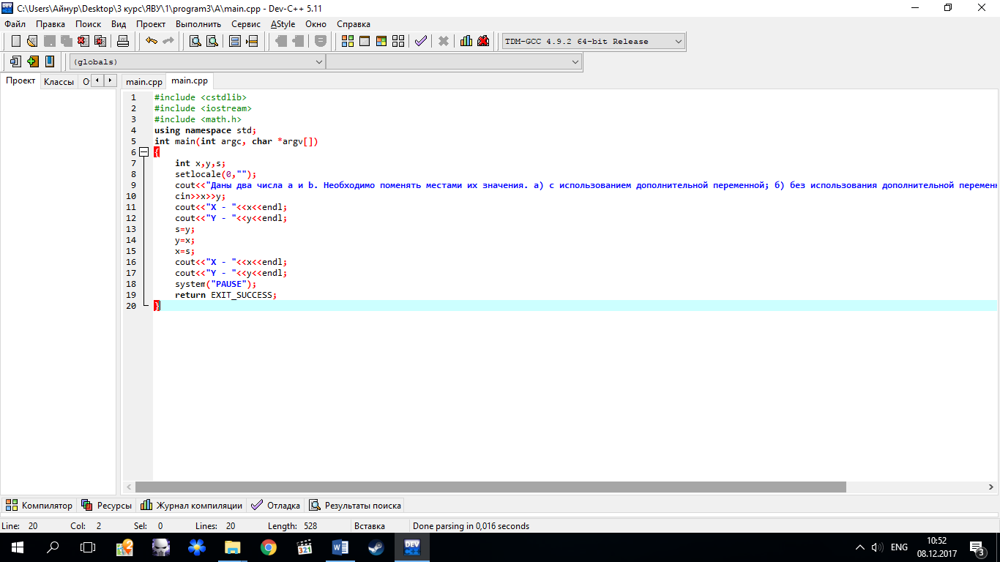 C:\Users\Айнур\Desktop\3 курс\ЯВУ\1\program3\A\main.cpp - Dev-C++ 5.11
Файл Правка Поиск Вид Проект Выполнить Сервис AStyle Окно Справка
TDM-GCC 4.9.2 64-bit Release
(globals)
Проект Классы О
main.cpp main.cpp
1 #include <cstdlib>
2 #include <iostream>
3 #include <math.h>
4 using namespace std;
5 int main(int argc, char *argv[])
6 {
7 int x,y,s;
8 setlocale(0,"");
9 cout<<"Даны два числа a и b. Необходимо поменять местами их значения. а) с использованием дополнительной переменной; б) без использования дополнительной перемен
10 cin>>x>>y;
11 cout<<"X - "<<x<<endl;
12 cout<<"Y - "<<y<<endl;
13 s=y;
14 y=x;
15 x=s;
16 cout<<"X - "<<x<<endl;
17 cout<<"Y - "<<y<<endl;
18 system("PAUSE");
19 return EXIT_SUCCESS;
20 }
Компилятор Ресурсы Журнал компиляции Отладка Результаты поиска
Line: 20 Col: 2 Sel: 0 Lines: 20 Length: 528 Вставка Done parsing in 0,016 seconds
321
DEV
ENG
10:52
08.12.2017
3